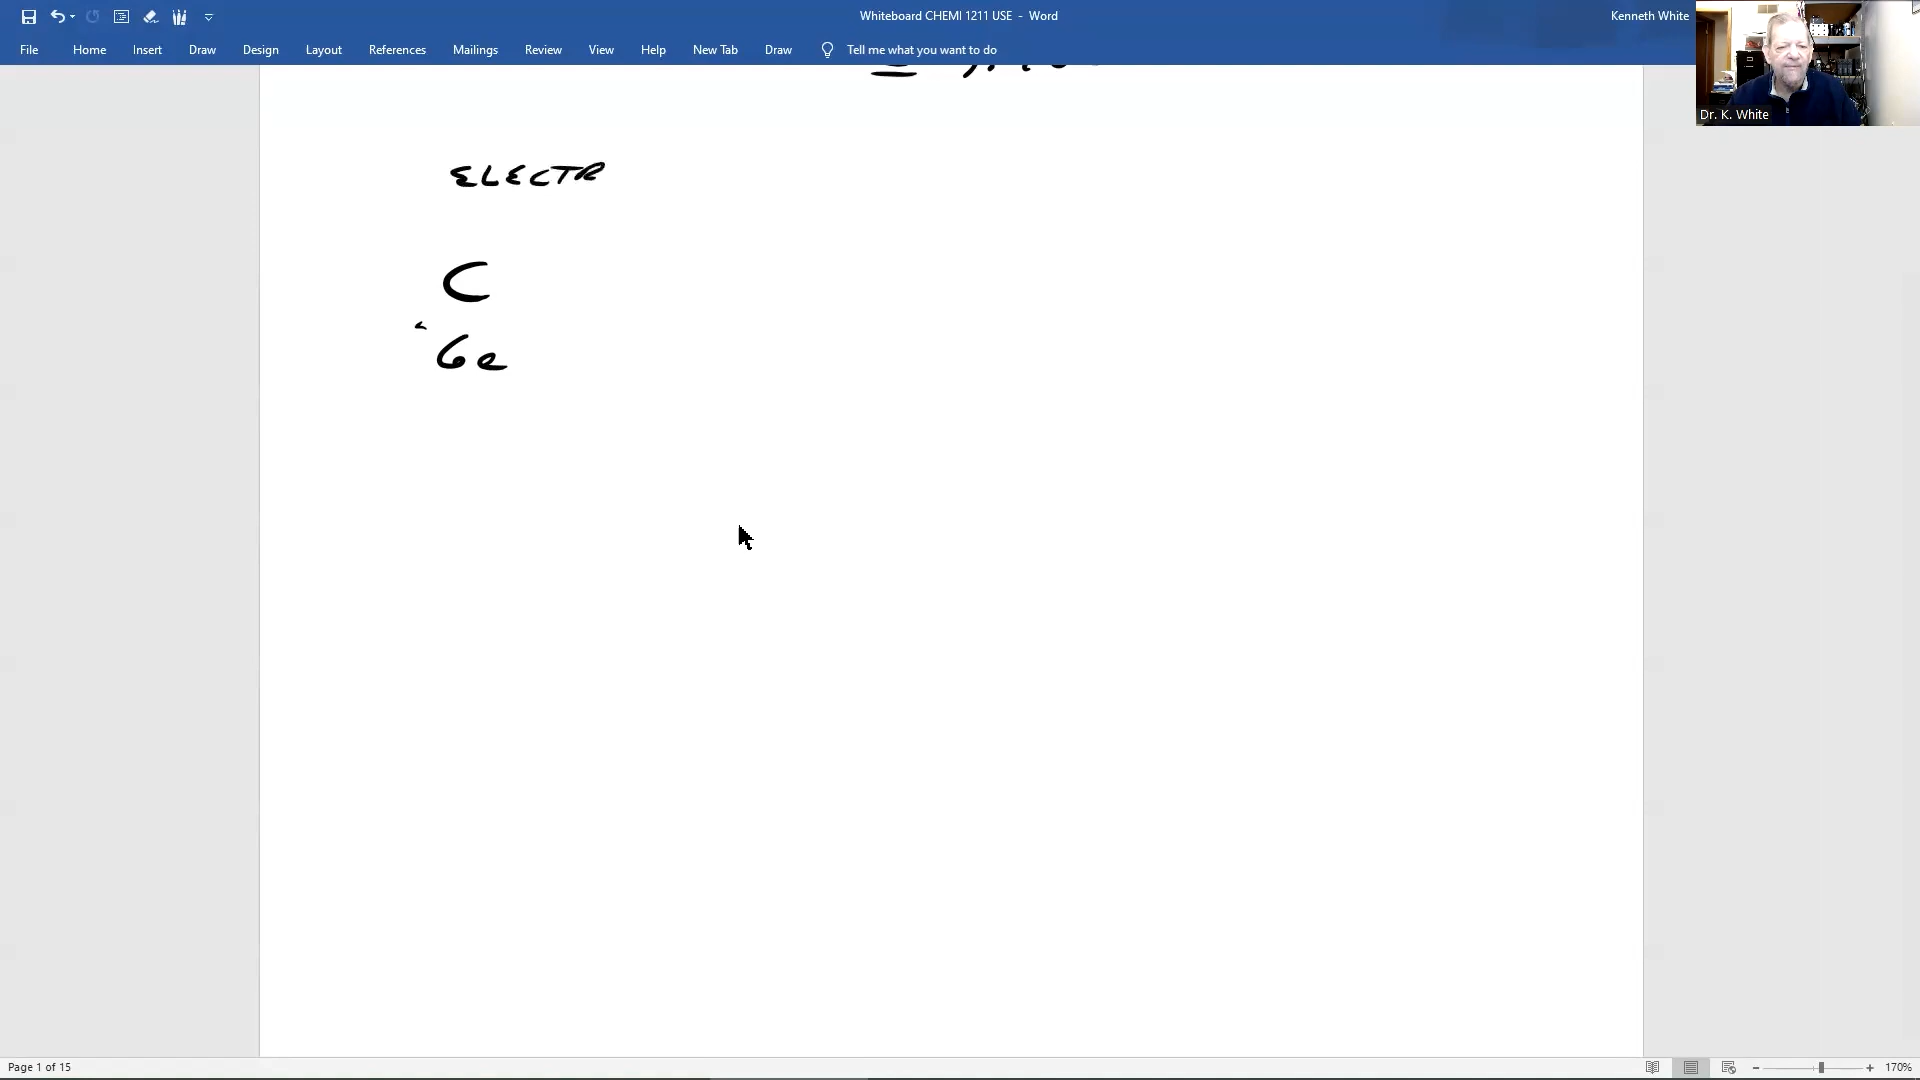 Whiteboard CHEMI 1211 USE - Word
Kenneth White
File Home Insert Draw Design Layout References Mailings Review View Help New Tab Draw Tell me what you want to do
Dr. K. White
ELECTR
C
Ge
Page 1 of 15
170%